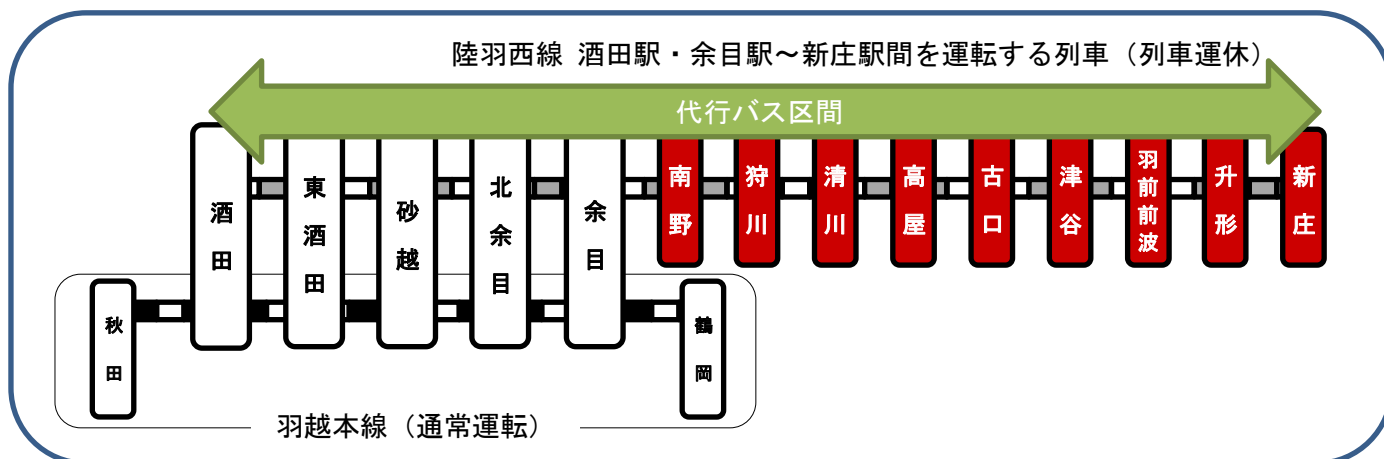 陸羽西線 酒田駅・余目駅～新庄駅間を運転する列車（列車運休）
代行バス区間
酒田
東酒田
砂越
北余目
余目
南野
狩川
清川
高屋
古口
津谷
羽前前波
升形
新庄
秋田
鶴岡
羽越本線（通常運転）